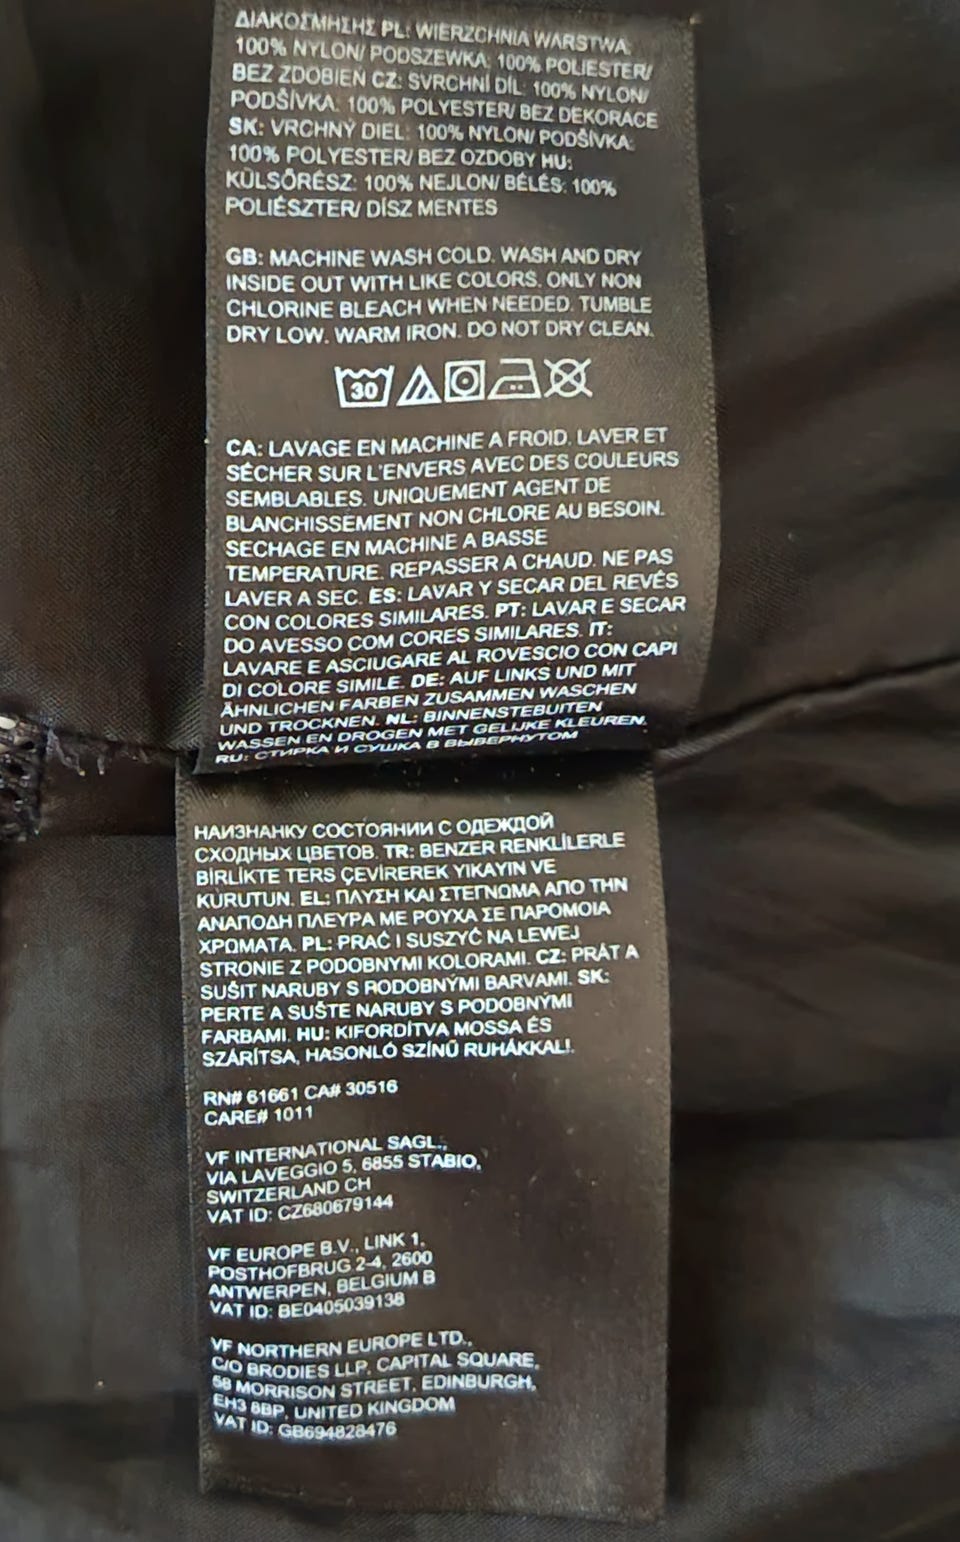 ΔΙΑΚΟΣΜΗΣΗΣ PL: WIERZCHNIA WARSTWA:
100% NYLON/ PODSZEWKA: 100% POLIESTER/
BEZ ZDOBIEŃ CZ: SVRCHNÍ DÍL: 100% NYLON/
PODŠÍVKA: 100% POLYESTER/ BEZ DEKORACE
SK: VRCHNÝ DIEL: 100% NYLON/ PODŠÍVKA:
100% POLYESTER/ BEZ OZDOBY HU:
KÜLSŐRÉSZ: 100% NEJLON/ BÉLÉS: 100%
POLIÉSZTER/ DÍSZ MENTES
GB: MACHINE WASH COLD. WASH AND DRY
INSIDE OUT WITH LIKE COLORS. ONLY NON
CHLORINE BLEACH WHEN NEEDED. TUMBLE
DRY LOW. WARM IRON. DO NOT DRY CLEAN.
30
CA: LAVAGE EN MACHINE A FROID. LAVER ET
SÉCHER SUR L'ENVERS AVEC DES COULEURS
SEMBLABLES. UNIQUEMENT AGENT DE
BLANCHISSEMENT NON CHLORE AU BESOIN.
SECHAGE EN MACHINE A BASSE
TEMPERATURE. REPASSER A CHAUD. NE PAS
LAVER A SEC. ES: LAVAR Y SECAR DEL REVÉS
CON COLORES SIMILARES. PT: LAVAR E SECAR
DO AVESSO COM CORES SIMILARES. IT:
LAVARE E ASCIUGARE AL ROVESCIO CON CAPI
DI COLORE SIMILE. DE: AUF LINKS UND MIT
ÄHNLICHEN FARBEN ZUSAMMEN WASCHEN
UND TROCKNEN. NL: BINNENSTEBUITEN
WASSEN EN DROGEN MET GELIJKE KLEUREN.
RU: СТИРКА И СУШКА В ВЫВЕРНУТОМ
НАИЗНАНКУ СОСТОЯНИИ С ОДЕЖДОЙ
СХОДНЫХ ЦВЕТОВ. TR: BENZER RENKLİLERLE
BİRLİKTE TERS ÇEVİREREK YIKAYIN VE
KURUTUN. EL: ΠΛΥΣΗ ΚΑΙ ΣΤΕΓΝΩΜΑ ΑΠΟ ΤΗΝ
ΑΝΑΠΟΔΗ ΠΛΕΥΡΑ ΜΕ ΡΟΥΧΑ ΣΕ ΠΑΡΟΜΟΙΑ
ΧΡΩΜΑΤΑ. PL: PRAĆ I SUSZYĆ NA LEWEJ
STRONIE Z PODOBNYMI KOLORAMI. CZ: PRÁT A
SUŠIT NARUBY S PODOBNÝMI BARVAMI. SK:
PERTE A SUŠTE NARUBY S PODOBNÝMI
FARBAMI. HU: KIFORDÍTVA MOSSA ÉS
SZÁRÍTSA, HASONLÓ SZÍNŰ RUHÁKKAL!.
RN# 61661 CA# 30516
CARE# 1011
VF INTERNATIONAL SAGL.,
VIA LAVEGGIO 5, 6855 STABIO,
SWITZERLAND CH
VAT ID: CZ680679144
VF EUROPE B.V., LINK 1,
POSTHOFBRUG 2-4, 2600
ANTWERPEN, BELGIUM B
VAT ID: BE0405039138
VF NORTHERN EUROPE LTD.,
C/O BRODIES LLP, CAPITAL SQUARE,
58 MORRISON STREET, EDINBURGH,
EH3 8BP, UNITED KINGDOM
VAT ID: GB694828476